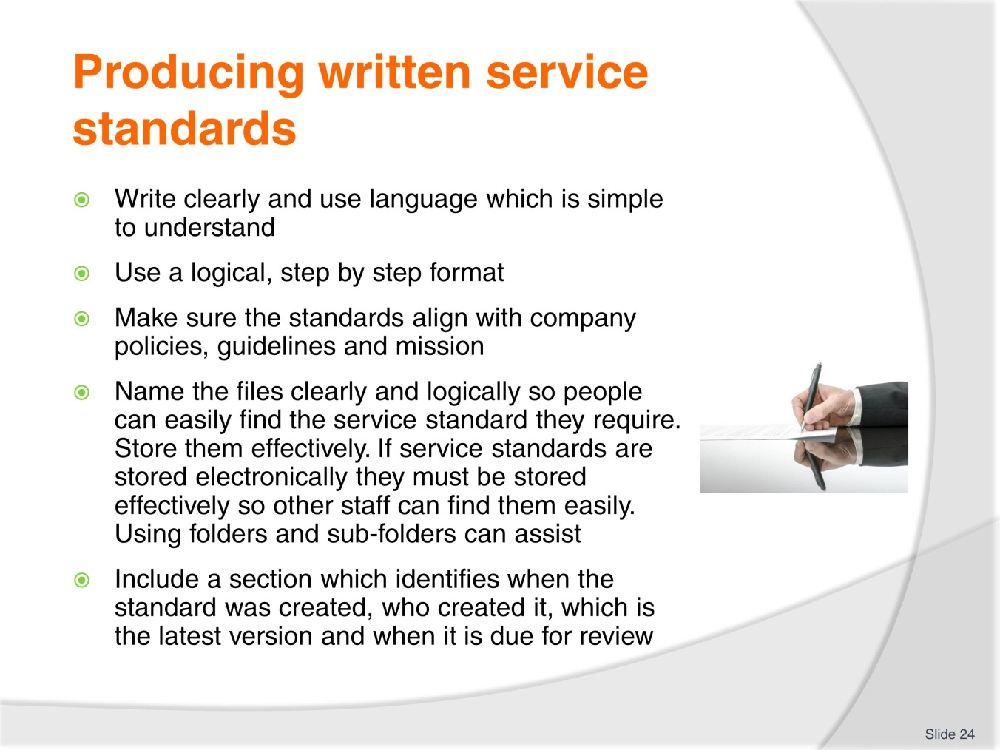 Producing written service
standards
Write clearly and use language which is simple
to understand
Use a logical, step by step format
Make sure the standards align with company
policies, guidelines and mission
Name the files clearly and logically so people
can easily find the service standard they require.
Store them effectively. If service standards are
stored electronically they must be stored
effectively so other staff can find them easily.
Using folders and sub-folders can assist
Include a section which identifies when the
standard was created, who created it, which is
the latest version and when it is due for review
Slide 24